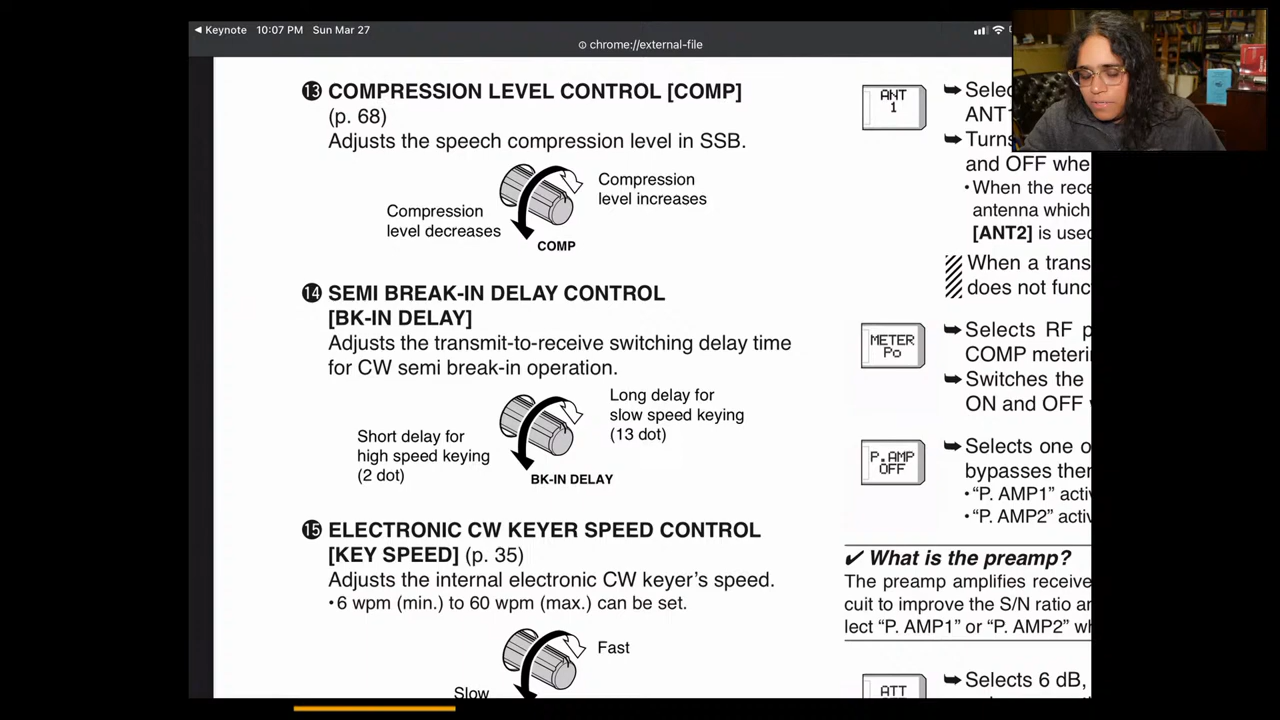 Keynote 10:07 PM Sun Mar 27
chrome://external-file
13 COMPRESSION LEVEL CONTROL [COMP]
(p. 68)
Adjusts the speech compression level in SSB.
Compression
level increases
Compression
level decreases
COMP
14 SEMI BREAK-IN DELAY CONTROL
[BK-IN DELAY]
Adjusts the transmit-to-receive switching delay time
for CW semi break-in operation.
Long delay for
slow speed keying
(13 dot)
Short delay for
high speed keying
(2 dot)
BK-IN DELAY
15 ELECTRONIC CW KEYER SPEED CONTROL
[KEY SPEED] (p. 35)
Adjusts the internal electronic CW keyer's speed.
•6 wpm (min.) to 60 wpm (max.) can be set.
Fast
Slow
ANT
1
Selec
ANT
Turns
and OFF whe
•When the rece
antenna which
[ANT2] is used
When a trans
does not func
METER
Po
Selects RF p
COMP meteri
Switches the
ON and OFF
P.AMP
OFF
Selects one o
bypasses ther
•"P. AMP1" activ
•"P. AMP2" activ
✔ What is the preamp?
The preamp amplifies receive
cuit to improve the S/N ratio a
lect "P. AMP1" or "P. AMP2" wh
ATT
Selects 6 dB,